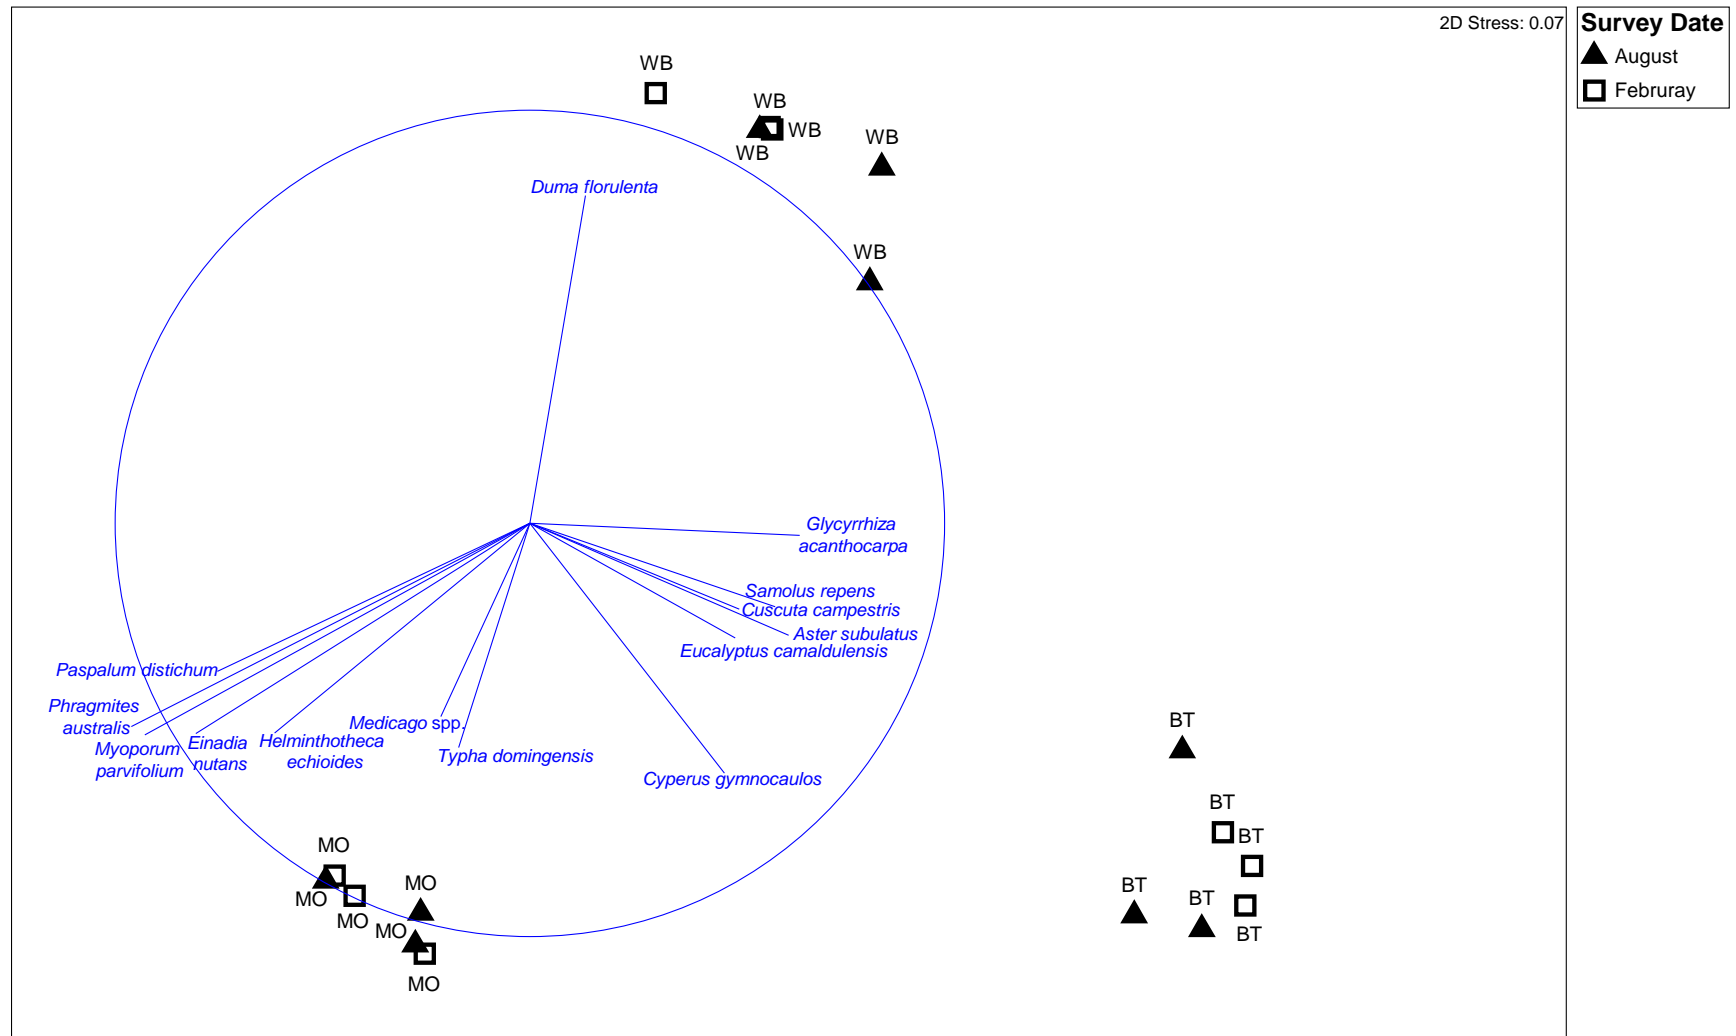 2D Stress: 0.07
Survey Date
August
Februray
WB
WB
WB
WB
WB
WB
Duma florulenta
Glycyrrhiza
acanthocarpa
Samolus repens
Cuscuta campestris
Aster subulatus
Eucalyptus camaldulensis
Paspalum distichum
Phragmites
australis
Myoporum
parvifolium
Einadia
nutans
Helminthotheca
echioides
Medicago spp.
Typha domingensis
Cyperus gymnocaulos
BT
BT
BT
BT
BT
BT
MO
MO
MO
MO
MO
MO